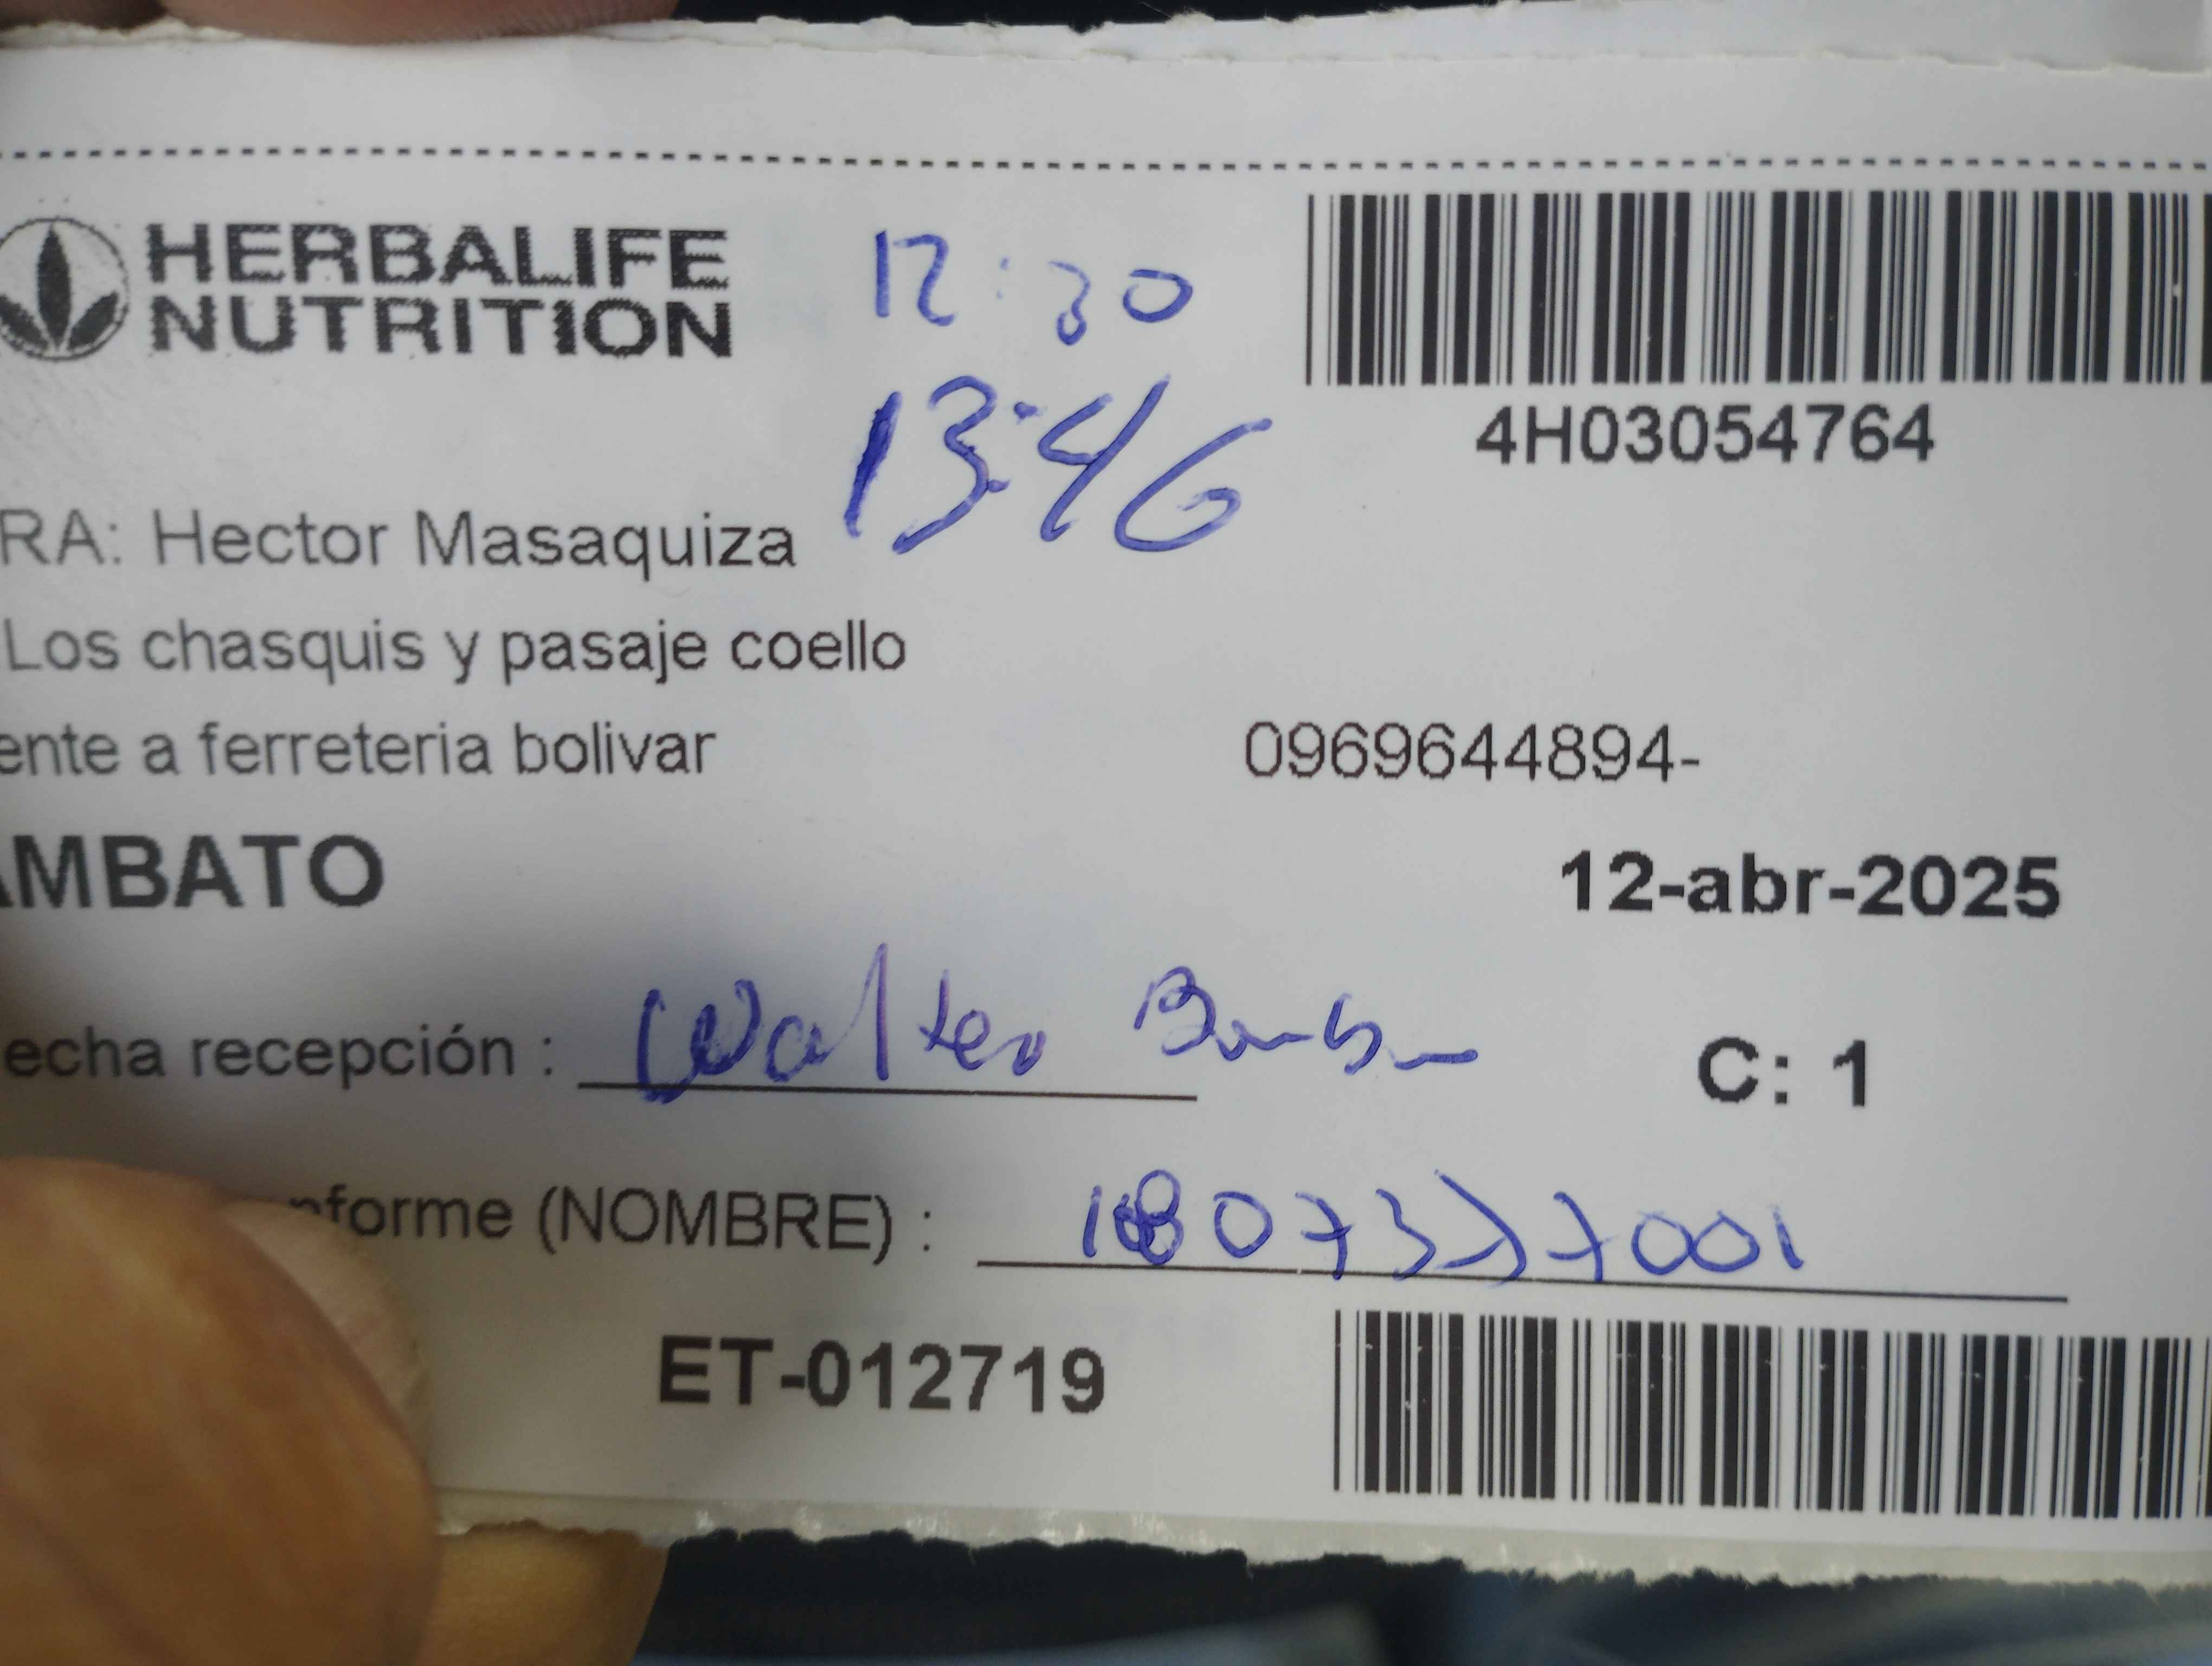 HERBALIFE
NUTRITION
12:30
13:46
4H03054764
RA: Hector Masaquiza
Los chasquis y pasaje coello
ente a ferreteria bolivar 0969644894-
AMBATO 12-abr-2025
echa recepción : Walter C: 1
nforme (NOMBRE) :
ET-012719